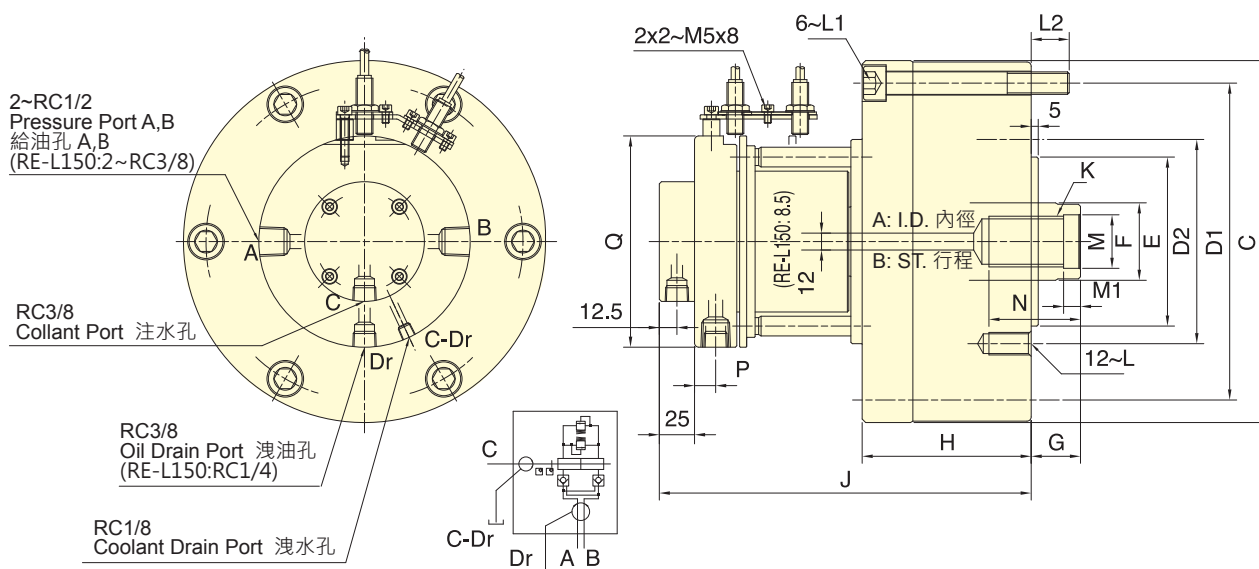 2~RC1/2
Pressure Port A,B
給油孔 A,B
(RE-L150:2~RC3/8)
RC3/8
Collant Port 注水孔
RC3/8
Oil Drain Port 洩油孔
(RE-L150:RC1/4)
RC1/8
Coolant Drain Port 洩水孔
A
B
C
Dr
C-Dr
C
C-Dr
Dr
A
B
2x2~M5x8
6~L1
L2
5
K
A: I.D. 內徑
B: ST. 行程
(RE-L150: 8.5)
12
Q
M
F
E
D2
D1
C
N
M1
12~L
12.5
P
25
H
G
J